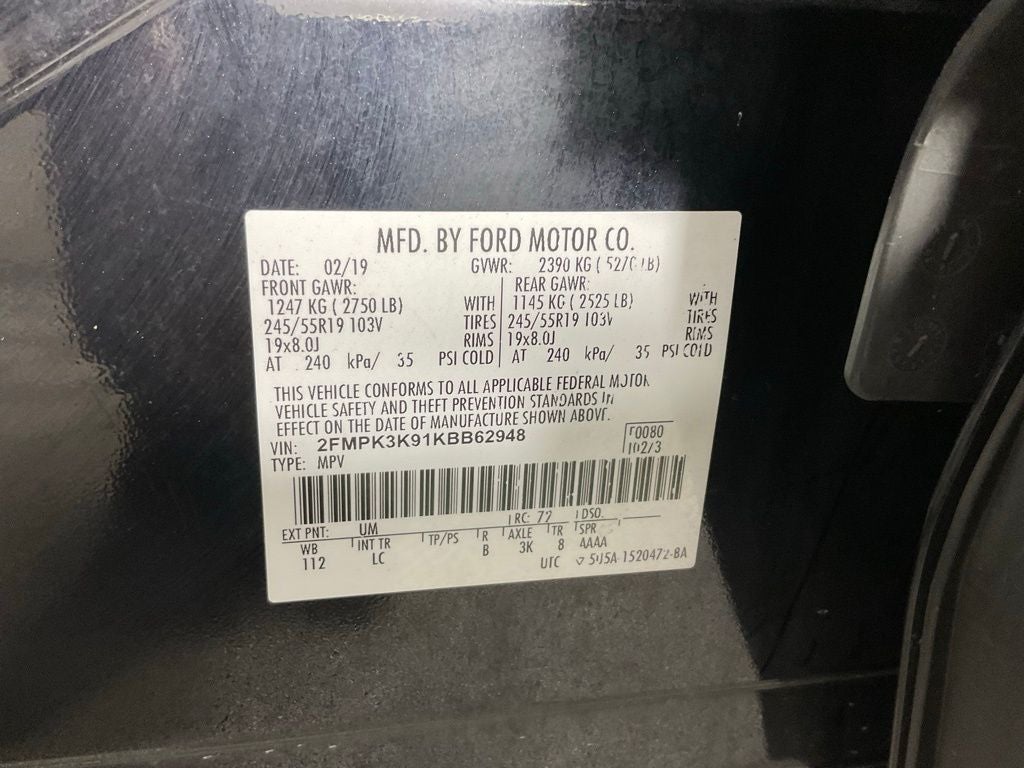 MFD. BY FORD MOTOR CO.
DATE: 02/19 GVWR: 2390 KG (
FRONT GAWR: REAR GAWR:
1247 KG ( 2750 LB) WITH 1145 KG ( 2525 LB) WITH
245/55R19 103V TIRES 245/55R19 103V TIRES
19x8.0J RIMS 19x8.0J RIMS
AT 240 kPa/ 35 PSI COLD AT 240 kPa/ 35 PSI COLD
THIS VEHICLE CONFORMS TO ALL APPLICABLE FEDERAL MOTOR
VEHICLE SAFETY AND THEFT PREVENTION STANDARDS IN
EFFECT ON THE DATE OF MANUFACTURE SHOWN ABOVE.
VIN: 2FMPK3K91KBB62948
TYPE: MPV
EXT PNT: UM RC: 72 DSO:
WB INT TR TP/PS R AXLE TR SPR
112 LC B 3K 8 AAAA
UTC